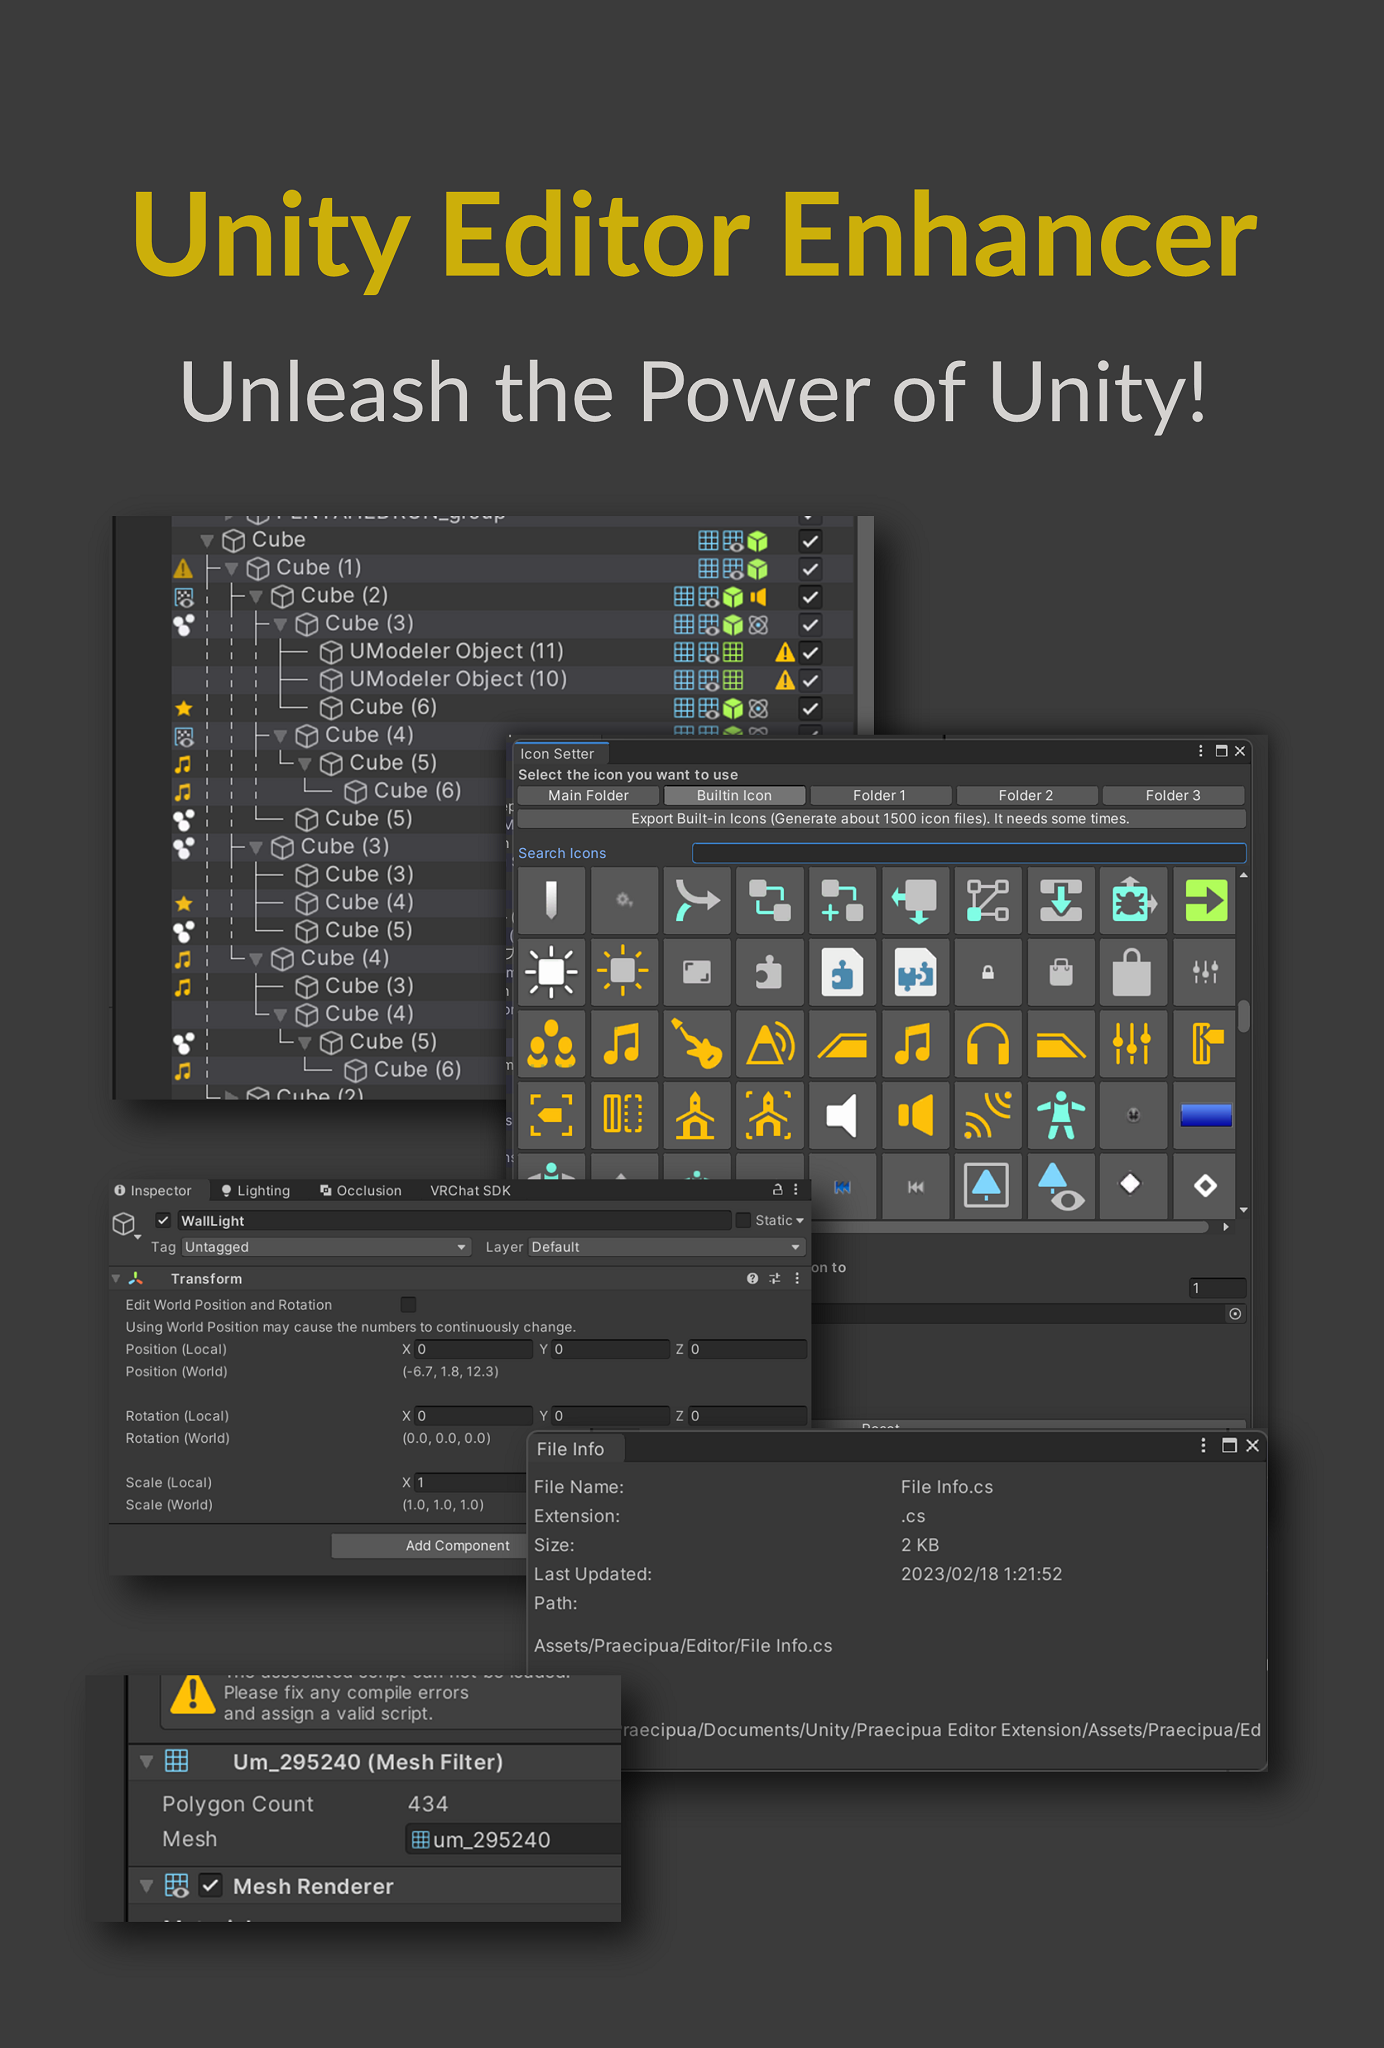 Unity Editor Enhancer
Unleash the Power of Unity!
PENTAHEDRON_group
Cube
Cube (1)
Cube (2)
Cube (3)
UModeler Object (11)
UModeler Object (10)
Cube (6)
Cube (4)
Cube (5)
Cube (6)
Cube (5)
Cube (3)
Cube (3)
Cube (4)
Cube (5)
Cube (4)
Cube (3)
Cube (4)
Cube (5)
Cube (6)
Cube (2)
Icon Setter
Select the icon you want to use
Main Folder Builtin Icon Folder 1 Folder 2 Folder 3
Export Built-in Icons (Generate about 1500 icon files). It needs some times.
Search Icons
on to
1
Reset
Inspector Lighting Occlusion VRChat SDK
WallLight Static
Tag Untagged Layer Default
Transform
Edit World Position and Rotation
Using World Position may cause the numbers to continuously change.
Position (Local) X 0 Y 0 Z 0
Position (World) (-6.7, 1.8, 12.3)
Rotation (Local) X 0 Y 0 Z 0
Rotation (World) (0.0, 0.0, 0.0)
Scale (Local) X 1
Scale (World) (1.0, 1.0, 1.0)
Add Component
File Info
File Name: File Info.cs
Extension: .cs
Size: 2 KB
Last Updated: 2023/02/18 1:21:52
Path:
Assets/Praecipua/Editor/File Info.cs
raecipua/Documents/Unity/Praecipua Editor Extension/Assets/Praecipua/Ed
The associated script can not be loaded.
Please fix any compile errors
and assign a valid script.
Um_295240 (Mesh Filter)
Polygon Count 434
Mesh um_295240
Mesh Renderer